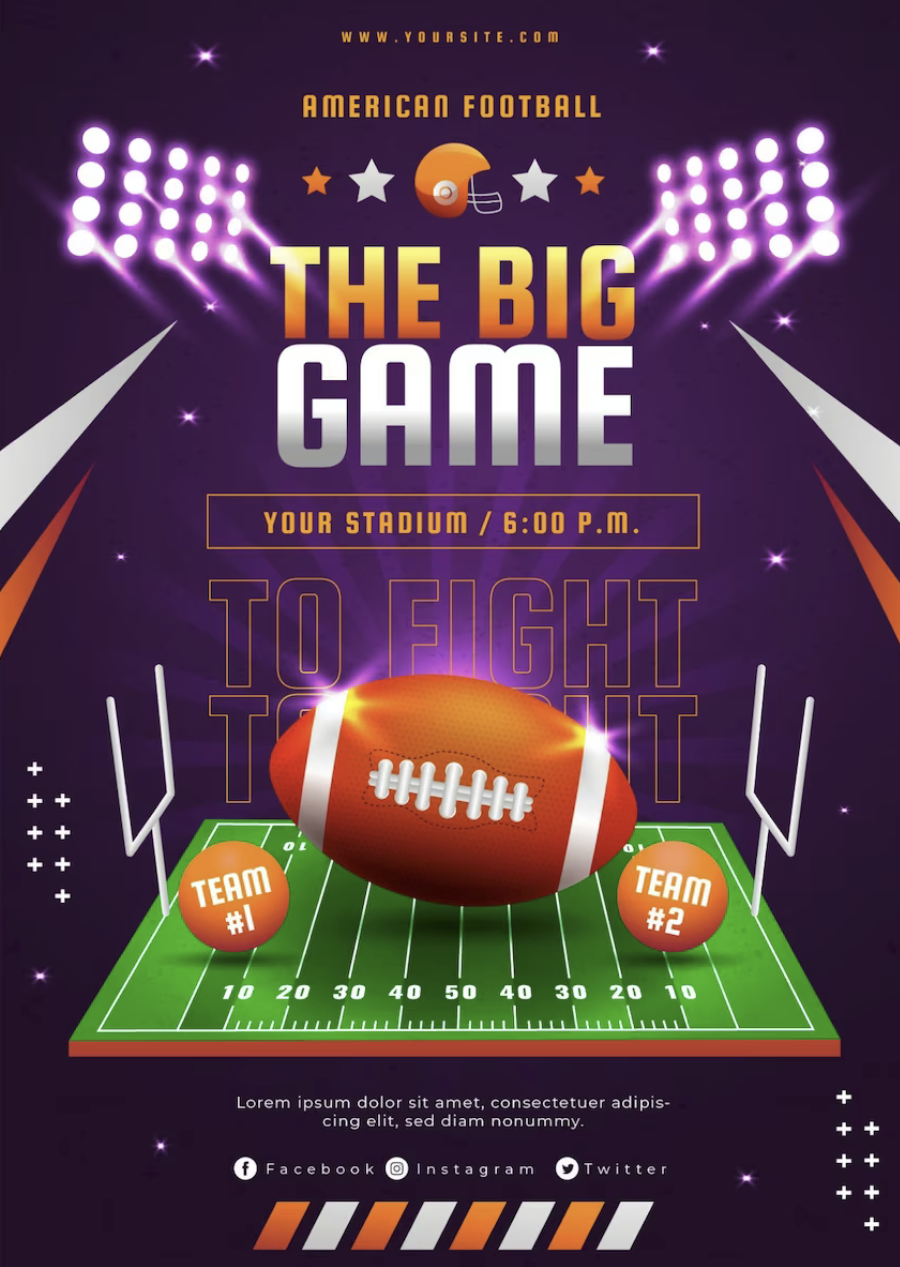 WWW.YOURSITE.COM
AMERICAN FOOTBALL
THE BIG
GAME
YOUR STADIUM / 6:00 P.M.
TO FIGHT
TEAM
#1
TEAM
#2
10 20 30 40 50 40 30 20 10
Lorem ipsum dolor sit amet, consectetuer adipis-
cing elit, sed diam nonummy.
Facebook Instagram Twitter